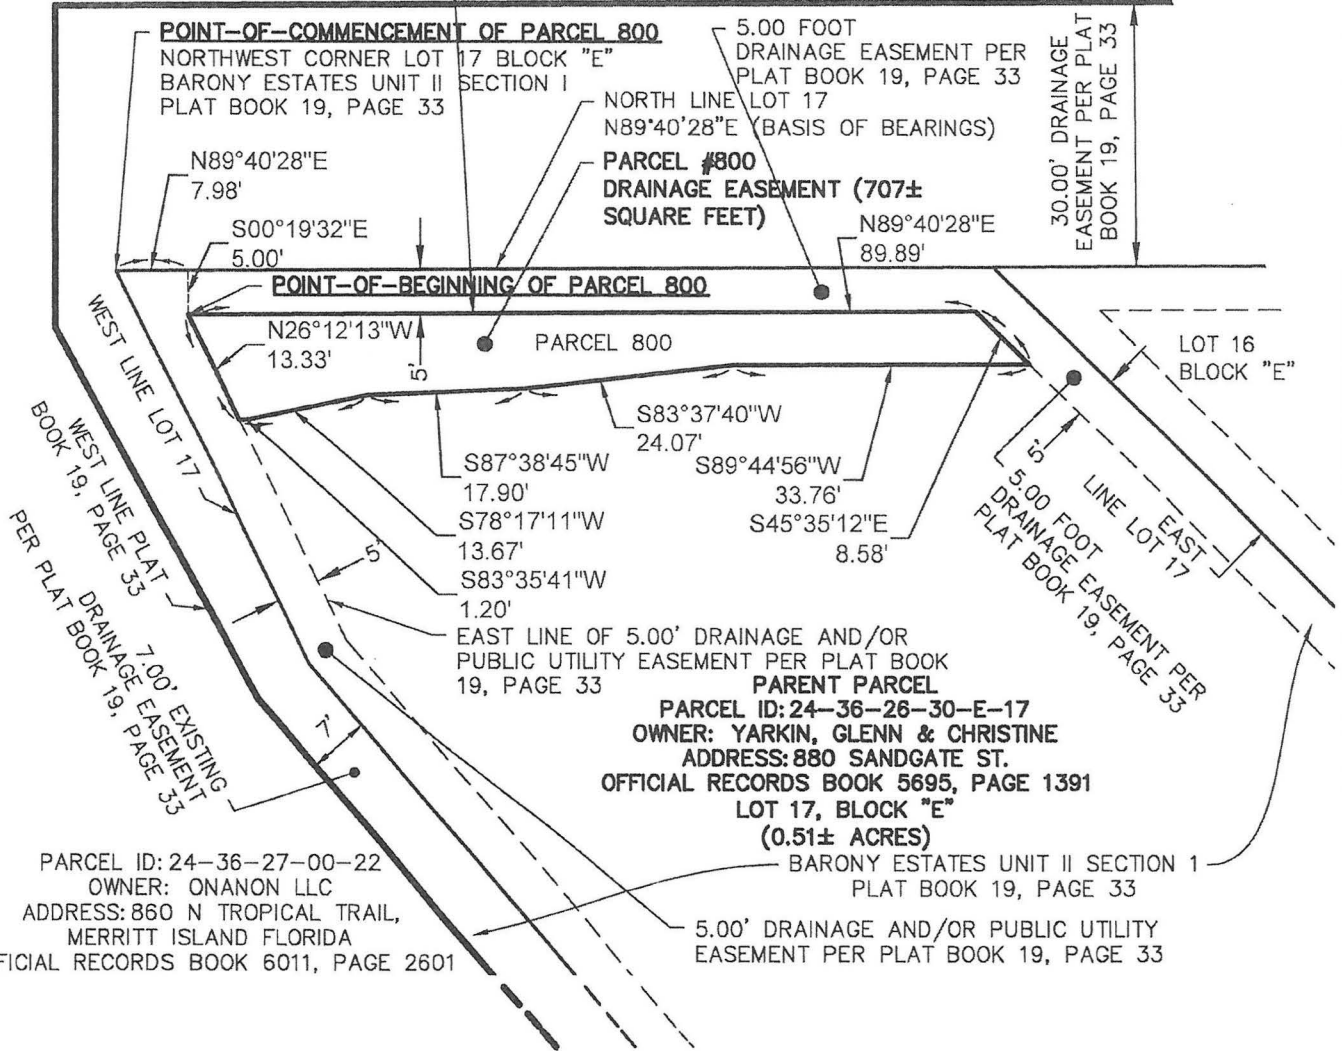 POINT-OF-COMMENCEMENT OF PARCEL 800
NORTHWEST CORNER LOT 17 BLOCK "E"
BARONY ESTATES UNIT II SECTION I
PLAT BOOK 19, PAGE 33
5.00 FOOT
DRAINAGE EASEMENT PER
PLAT BOOK 19, PAGE 33
30.00' DRAINAGE
EASEMENT PER PLAT
BOOK 19, PAGE 33
NORTH LINE LOT 17
N89°40'28"E (BASIS OF BEARINGS)
N89°40'28"E
7.98'
PARCEL #800
DRAINAGE EASEMENT (707±
SQUARE FEET)
S00°19'32"E
5.00'
N89°40'28"E
89.89'
POINT-OF-BEGINNING OF PARCEL 800
N26°12'13"W
13.33'
5'
PARCEL 800
LOT 16
BLOCK "E"
WEST LINE LOT 17
S83°37'40"W
24.07'
S87°38'45"W
17.90'
S89°44'56"W
33.76'
S78°17'11"W
13.67'
S45°35'12"E
8.58'
S83°35'41"W
1.20'
5'
5'
5.00 FOOT
DRAINAGE EASEMENT PER
PLAT BOOK 19, PAGE 33
EAST
LINE LOT 17
WEST LINE PLAT
BOOK 19, PAGE 33
7.00' EXISTING
DRAINAGE EASEMENT
PER PLAT BOOK 19, PAGE 33
7'
EAST LINE OF 5.00' DRAINAGE AND/OR
PUBLIC UTILITY EASEMENT PER PLAT BOOK
19, PAGE 33
PARENT PARCEL
PARCEL ID: 24-36-26-30-E-17
OWNER: YARKIN, GLENN & CHRISTINE
ADDRESS: 880 SANDGATE ST.
OFFICIAL RECORDS BOOK 5695, PAGE 1391
LOT 17, BLOCK "E"
(0.51± ACRES)
BARONY ESTATES UNIT II SECTION 1
PLAT BOOK 19, PAGE 33
PARCEL ID: 24-36-27-00-22
OWNER: ONANON LLC
ADDRESS: 860 N TROPICAL TRAIL,
MERRITT ISLAND FLORIDA
FICIAL RECORDS BOOK 6011, PAGE 2601
5.00' DRAINAGE AND/OR PUBLIC UTILITY
EASEMENT PER PLAT BOOK 19, PAGE 33